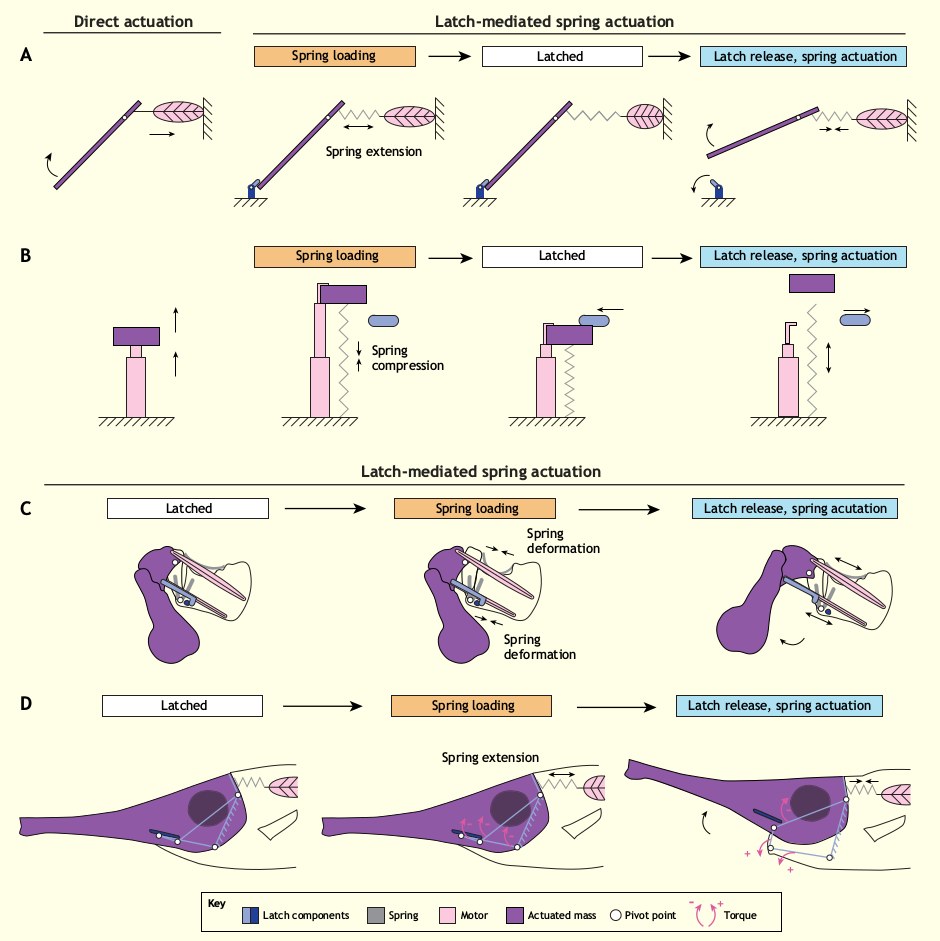 Direct actuation
Latch-mediated spring actuation
A
Spring loading
Latched
Latch release, spring actuation
Spring extension
B
Spring loading
Latched
Latch release, spring actuation
Spring
compression
Latch-mediated spring actuation
C
Latched
Spring loading
Latch release, spring acutation
Spring
deformation
Spring
deformation
D
Latched
Spring loading
Latch release, spring actuation
Spring extension
-
-
-
-
+
+
Key
Latch components
Spring
Motor
Actuated mass
Pivot point
- +
Torque